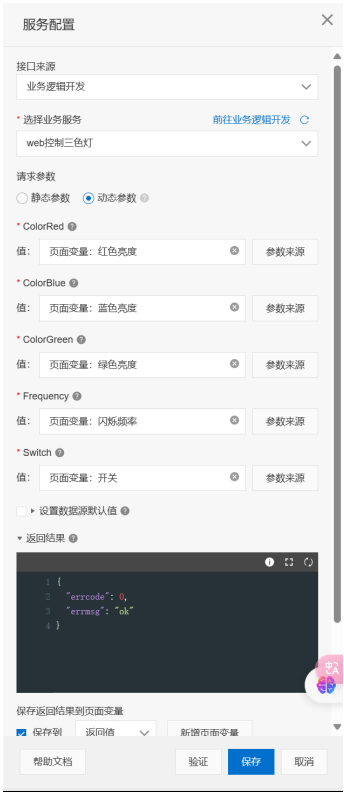 服务配置
接口来源
业务逻辑开发
* 选择业务服务 前往业务逻辑开发
web控制三色灯
请求参数
静态参数 动态参数
* ColorRed
值: 页面变量：红色亮度 参数来源
* ColorBlue
值: 页面变量：蓝色亮度 参数来源
* ColorGreen
值: 页面变量：绿色亮度 参数来源
* Frequency
值: 页面变量：闪烁频率 参数来源
* Switch
值: 页面变量：开关 参数来源
设置数据源默认值
返回结果
1 {
2 "errcode": 0,
3 "errmsg": "ok"
4 }
保存返回结果到页面变量
保存到 返回值 新增页面变量
帮助文档 验证 保存 取消